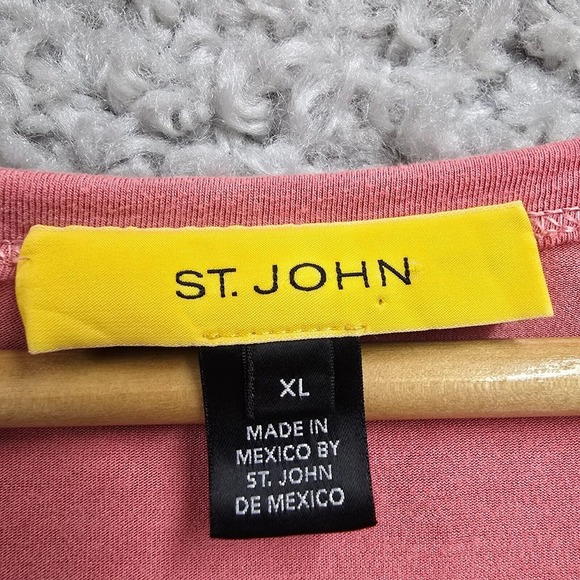 ST. JOHN
XL
MADE IN
MEXICO BY
ST. JOHN
DE MEXICO